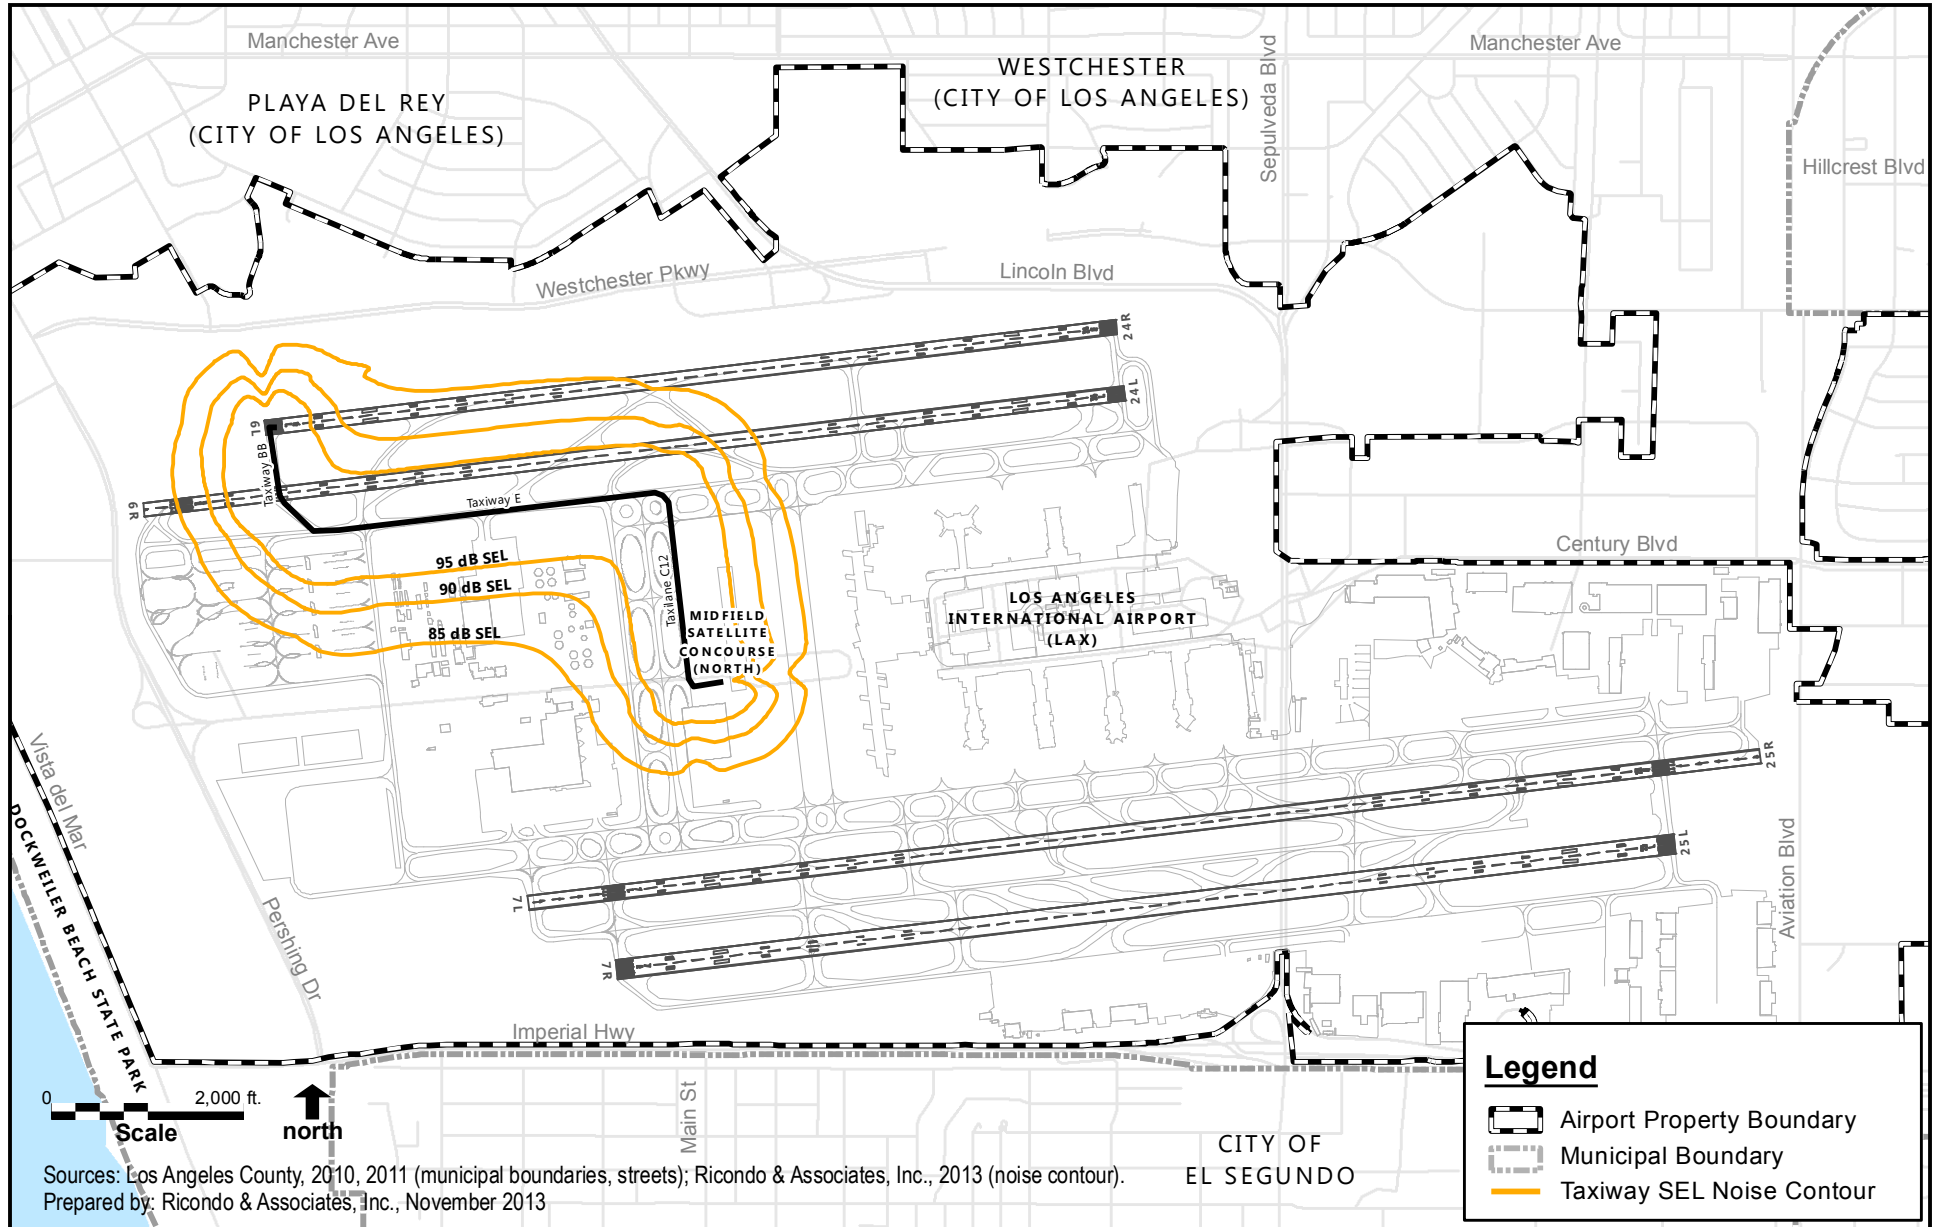 Manchester Ave
Manchester Ave
Sepulveda Blvd
WESTCHESTER
(CITY OF LOS ANGELES)
PLAYA DEL REY
(CITY OF LOS ANGELES)
Hillcrest Blvd
Westchester Pkwy
Lincoln Blvd
24R
24L
6L
6R
Taxiway BB
Taxiway E
Taxilane C12
95 dB SEL
90 dB SEL
85 dB SEL
MIDFIELD
SATELLITE
CONCOURSE
(NORTH)
LOS ANGELES
INTERNATIONAL AIRPORT
(LAX)
Century Blvd
25R
25L
7L
7R
Vista del Mar
DOCKWEILER BEACH STATE PARK
Pershing Dr
Aviation Blvd
Imperial Hwy
Main St
CITY OF
EL SEGUNDO
0 2,000 ft.
Scale
north
Sources: Los Angeles County, 2010, 2011 (municipal boundaries, streets); Ricondo & Associates, Inc., 2013 (noise contour).
Prepared by: Ricondo & Associates, Inc., November 2013
Legend
Airport Property Boundary
Municipal Boundary
Taxiway SEL Noise Contour